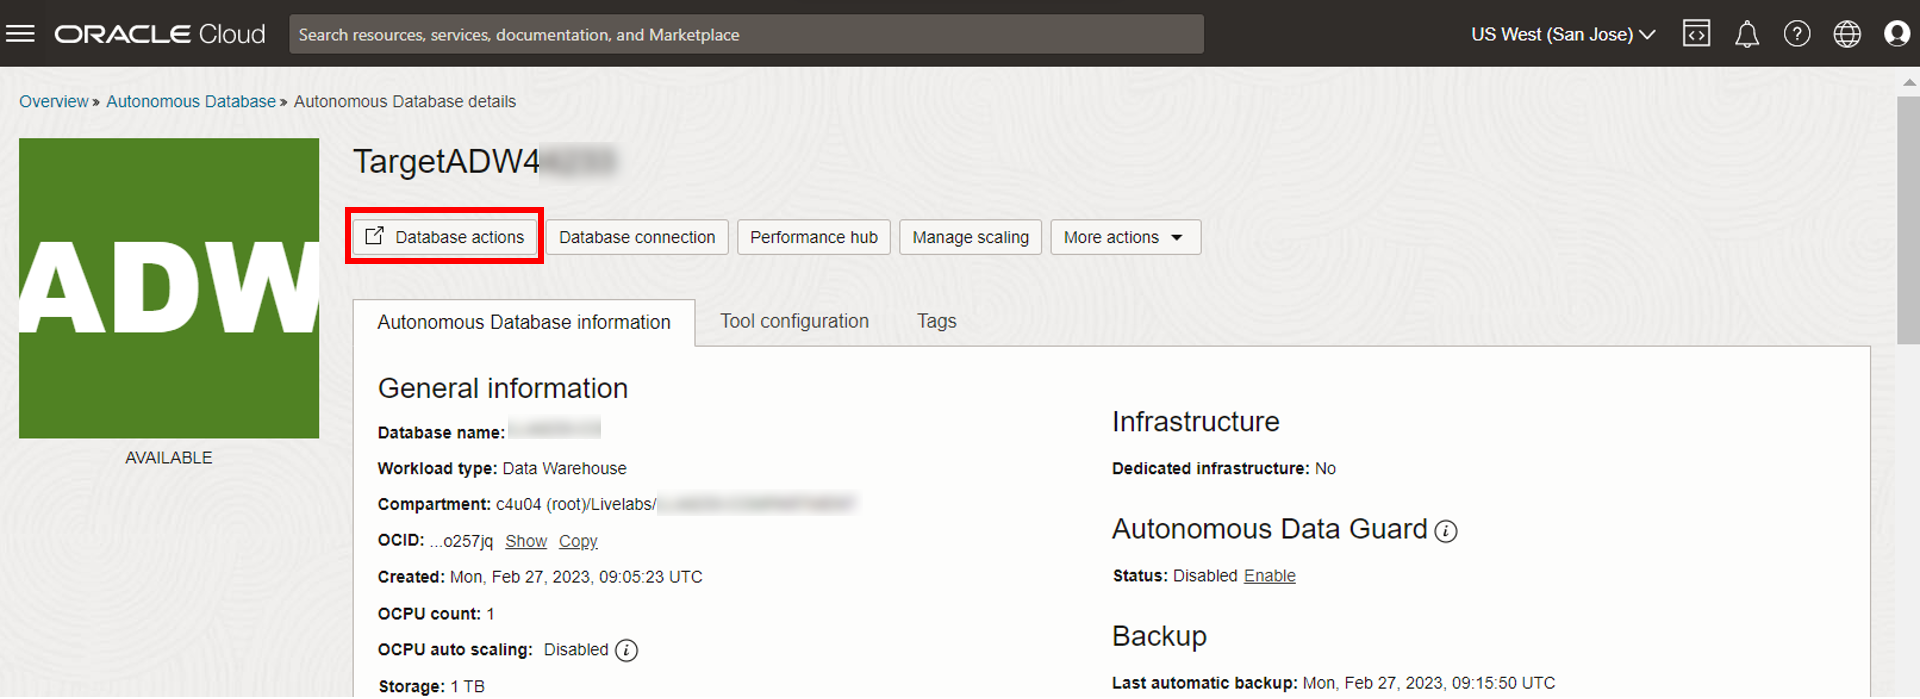 ORACLE Cloud
Search resources, services, documentation, and Marketplace
US West (San Jose)
Overview » Autonomous Database » Autonomous Database details
ADW
AVAILABLE
TargetADW4
Database actions
Database connection
Performance hub
Manage scaling
More actions
Autonomous Database information
Tool configuration
Tags
General information
Database name:
Workload type: Data Warehouse
Compartment: c4u04 (root)/Livelabs/
OCID: ...o257jq Show Copy
Created: Mon, Feb 27, 2023, 09:05:23 UTC
OCPU count: 1
OCPU auto scaling: Disabled
Storage: 1 TB
Infrastructure
Dedicated infrastructure: No
Autonomous Data Guard
Status: Disabled Enable
Backup
Last automatic backup: Mon, Feb 27, 2023, 09:15:50 UTC